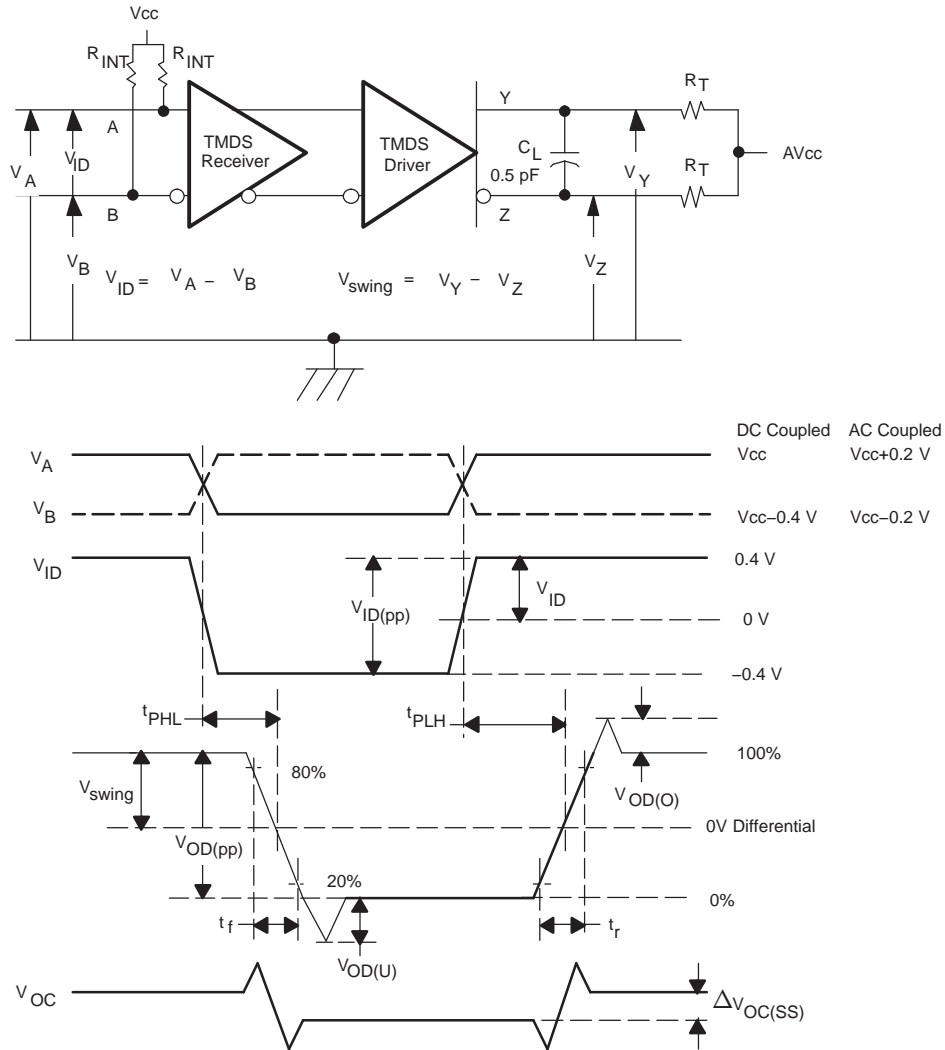 Vcc
RINT RINT
RT
Y
A
TMDS
Receiver
TMDS
Driver
VID
CL
VA
0.5 pF
VY
RT
AVcc
B
Z
VB
VID = VA − VB
Vswing = VY − VZ
VZ
DC Coupled AC Coupled
VA
Vcc Vcc+0.2 V
VB
Vcc−0.4 V Vcc−0.2 V
VID
0.4 V
VID
VID(pp)
0 V
−0.4 V
tPHL
tPLH
100%
80%
Vswing
VOD(O)
0V Differential
VOD(pp)
20%
0%
tf
tr
VOD(U)
VOC
ΔVOC(SS)